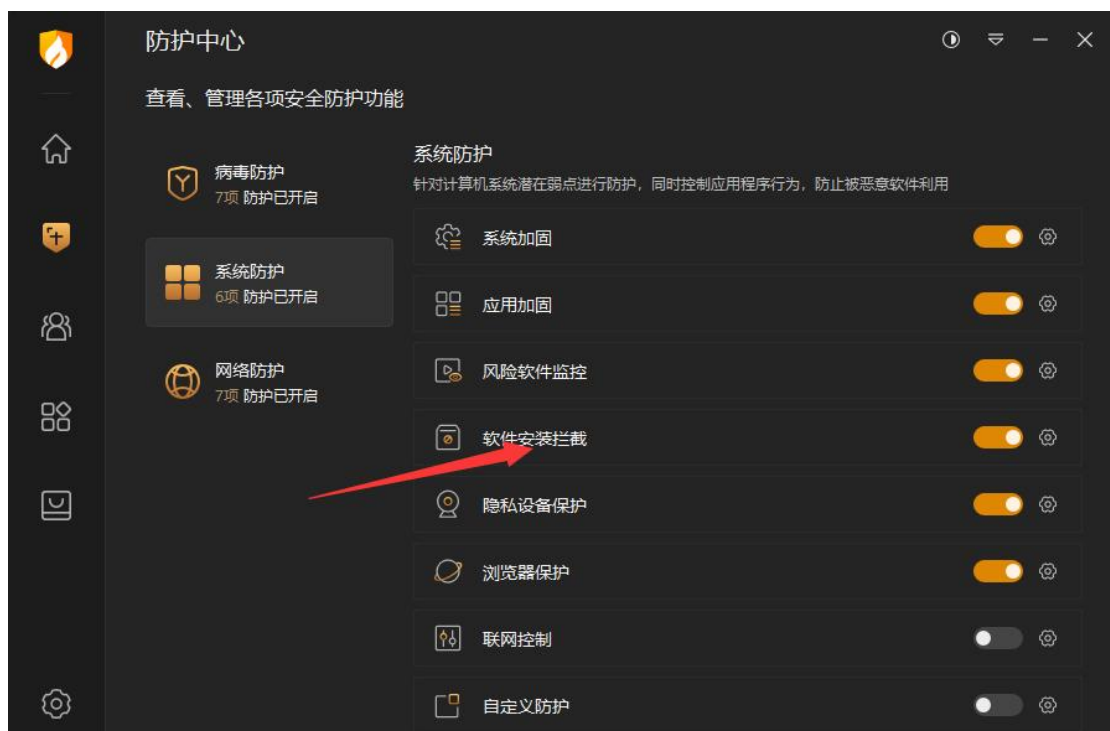 防护中心
查看、管理各项安全防护功能
病毒防护
7项 防护已开启
系统防护
6项 防护已开启
网络防护
7项 防护已开启
系统防护
针对计算机系统潜在弱点进行防护，同时控制应用程序行为，防止被恶意软件利用
系统加固
应用加固
风险软件监控
软件安装拦截
隐私设备保护
浏览器保护
联网控制
自定义防护